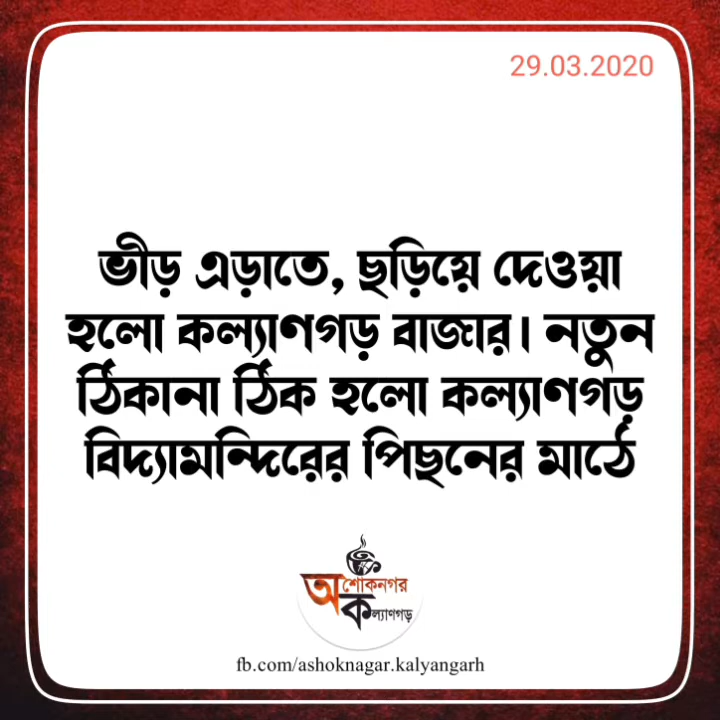 29.03.2020
ভীড় এড়াতে, ছড়িয়ে দেওয়া
হলো কল্যাণগড় বাজার। নতুন
ঠিকানা ঠিক হলো কল্যাণগড়
বিদ্যামন্দিরের পিছনের মাঠে
অশোকনগর
কল্যাণগড়
fb.com/ashoknagar.kalyangarh